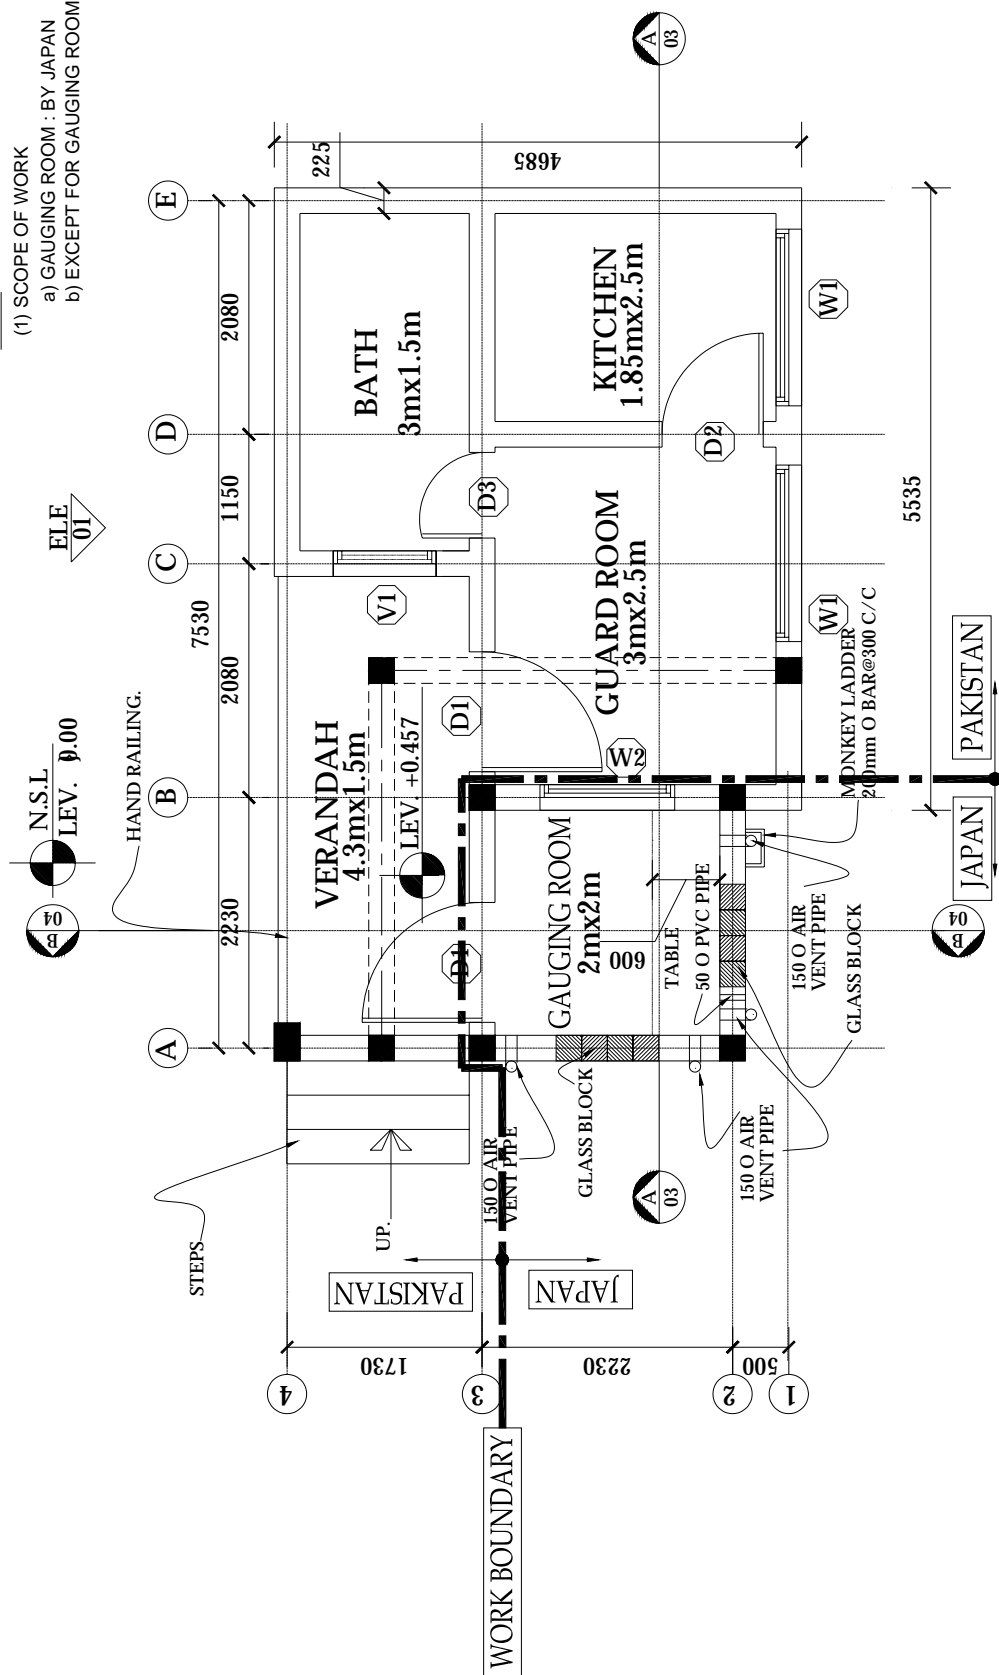 (1) SCOPE OF WORK
a) GAUGING ROOM : BY JAPAN
b) EXCEPT FOR GAUGING ROOM
A
03
E
D
C
B
A
225
4685
2080
1150
2080
2230
7530
5535
ELE
01
N.S.L
LEV. 0.00
HAND RAILING.
B
04
BATH
3mx1.5m
KITCHEN
1.85mx2.5m
W1
D2
D3
GUARD ROOM
3mx2.5m
W1
V1
D1
W2
VERANDAH
4.3mx1.5m
LEV. +0.457
D1
GAUGING ROOM
2mx2m
600
TABLE
50 O PVC PIPE
MONKEY LADDER
200mm O BAR@300 C/C
PAKISTAN
JAPAN
B
04
150 O AIR
VENT PIPE
GLASS BLOCK
STEPS
UP.
150 O AIR
VENT PIPE
GLASS BLOCK
A
03
150 O AIR
VENT PIPE
PAKISTAN
JAPAN
1730
2230
500
4
3
2
1
WORK BOUNDARY